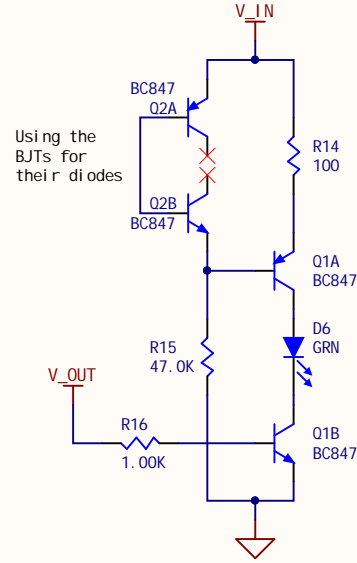 V_IN
BC847
Q2A
Using the
BJTs for
their diodes
R14
100
Q2B
BC847
Q1A
BC847
D6
GRN
R15
47.0K
V_OUT
R16
1.00K
Q1B
BC847